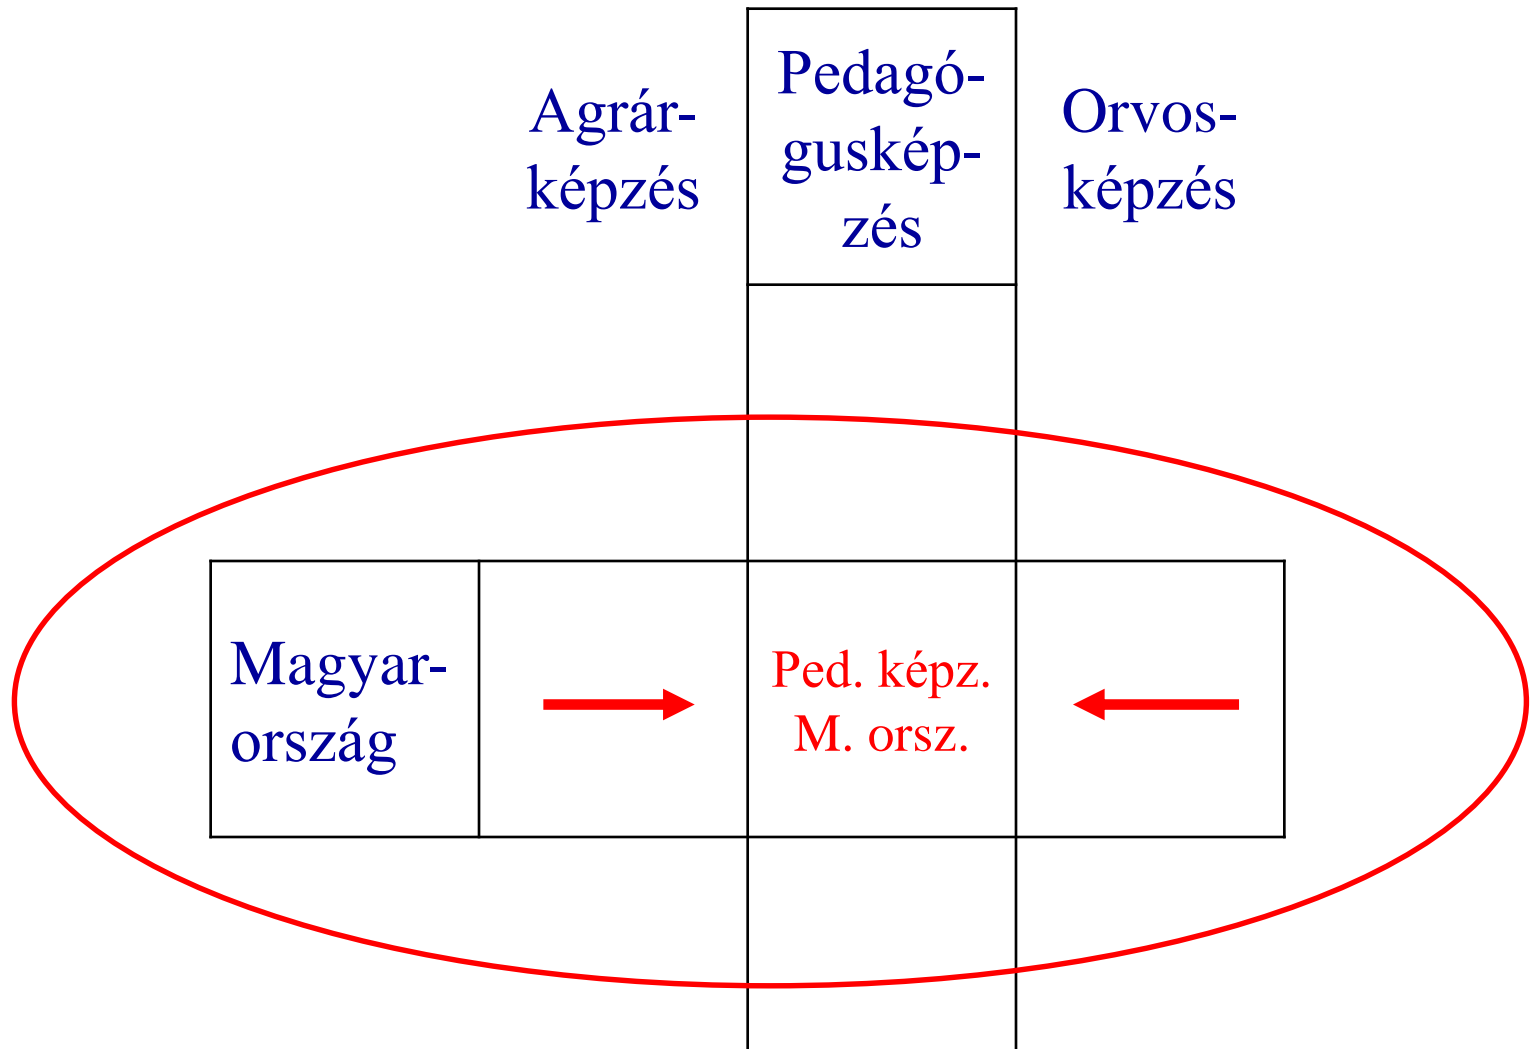 Agrár-
képzés
Pedagó-
guskép  -
zés
Orvos-
képzés
Magyar-
ország
Ped. képz.
M. orsz.